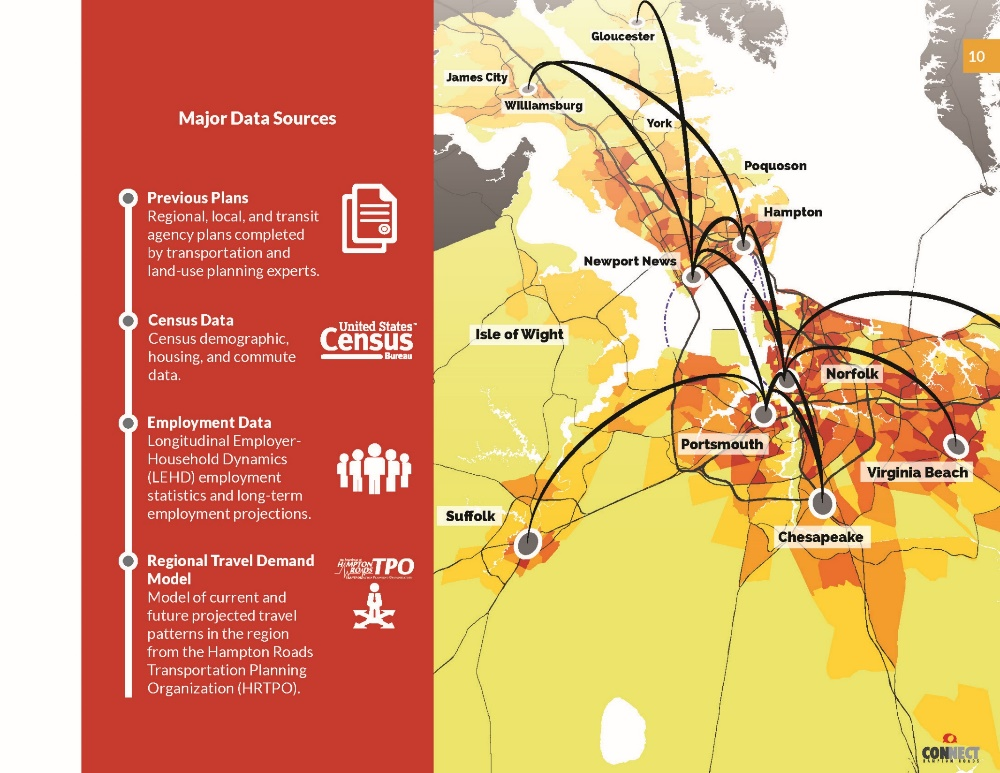 Major Data Sources
Previous Plans
Regional, local, and transit
agency plans completed
by transportation and
land-use planning experts.
Census Data
Census demographic,
housing, and commute
data.
United States™
Census
Bureau
Employment Data
Longitudinal Employer-
Household Dynamics
(LEHD) employment
statistics and long-term
employment projections.
Regional Travel Demand
Model
Model of current and
future projected travel
patterns in the region
from the Hampton Roads
Transportation Planning
Organization (HRTPO).
HAMPTON
ROADS
TPO
10
Gloucester
James City
Williamsburg
York
Poquoson
Hampton
Newport News
Isle of Wight
Norfolk
Portsmouth
Virginia Beach
Suffolk
Chesapeake
CONNECT
HAMPTON ROADS